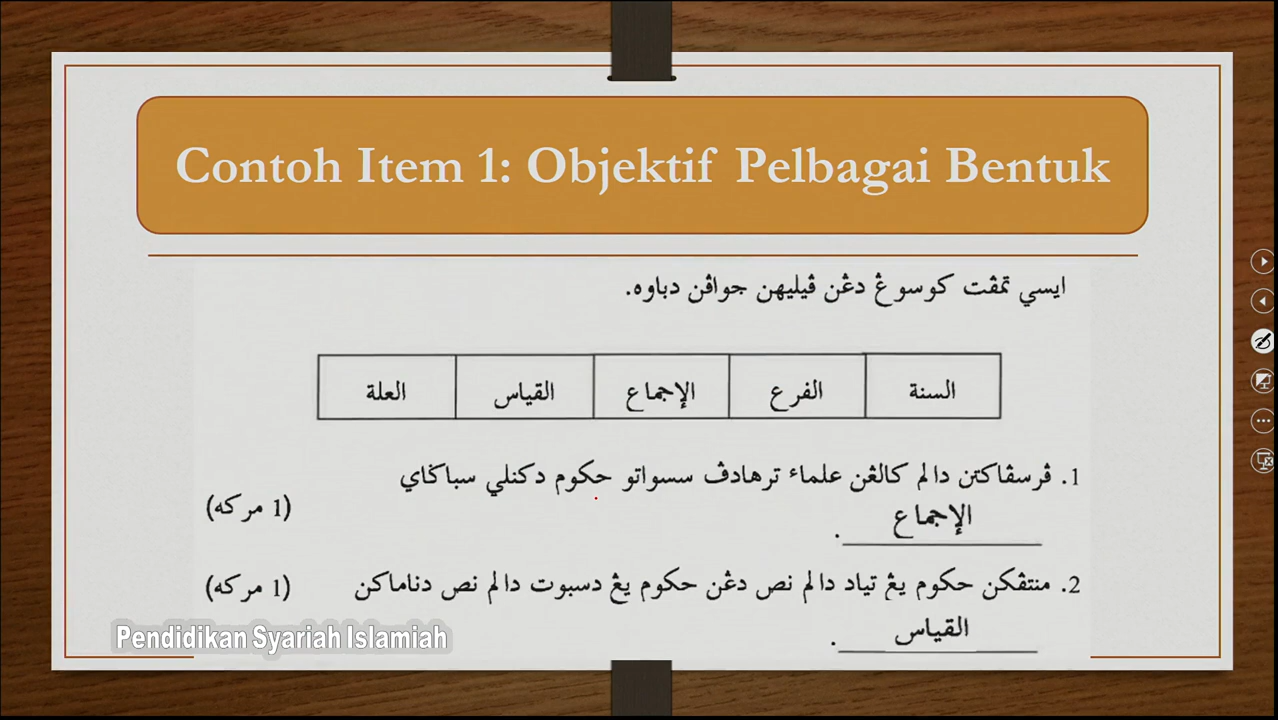 Contoh Item 1: Objektif Pelbagai Bentuk
ايسي تمڤت كوسوڠ دڠن ڤيليهن جواڤن دباوه.
السنة الفرع الإجماع القياس العلة
1. ڤرسڤاكتن دالم كالڠن علماء ترهادڤ سسواتو حكوم دكنلي سباݢاي
(1 مركه)
الإجماع .
2. منتڤكن حكوم يڠ تياد دالم نص دڠن حكوم يڠ دسبوت دالم نص دناماكن
(1 مركه)
القياس .
Pendidikan Syariah Islamiah